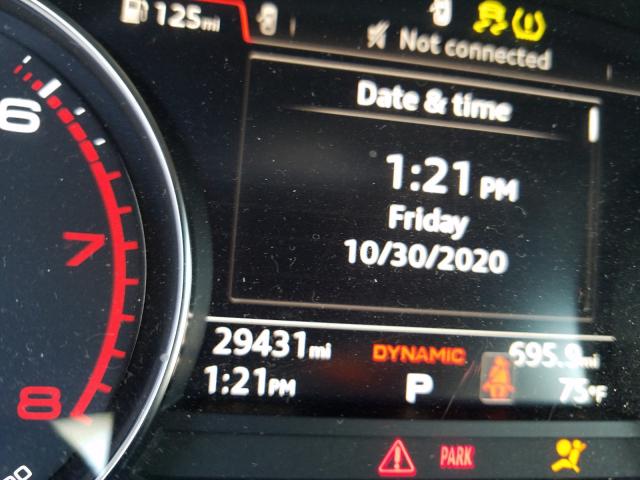 125mi
Not connected
Date & time
6
1:21 PM
7
Friday
10/30/2020
29431mi
DYNAMIC
695.9mi
1:21PM
P
75°F
8
PARK